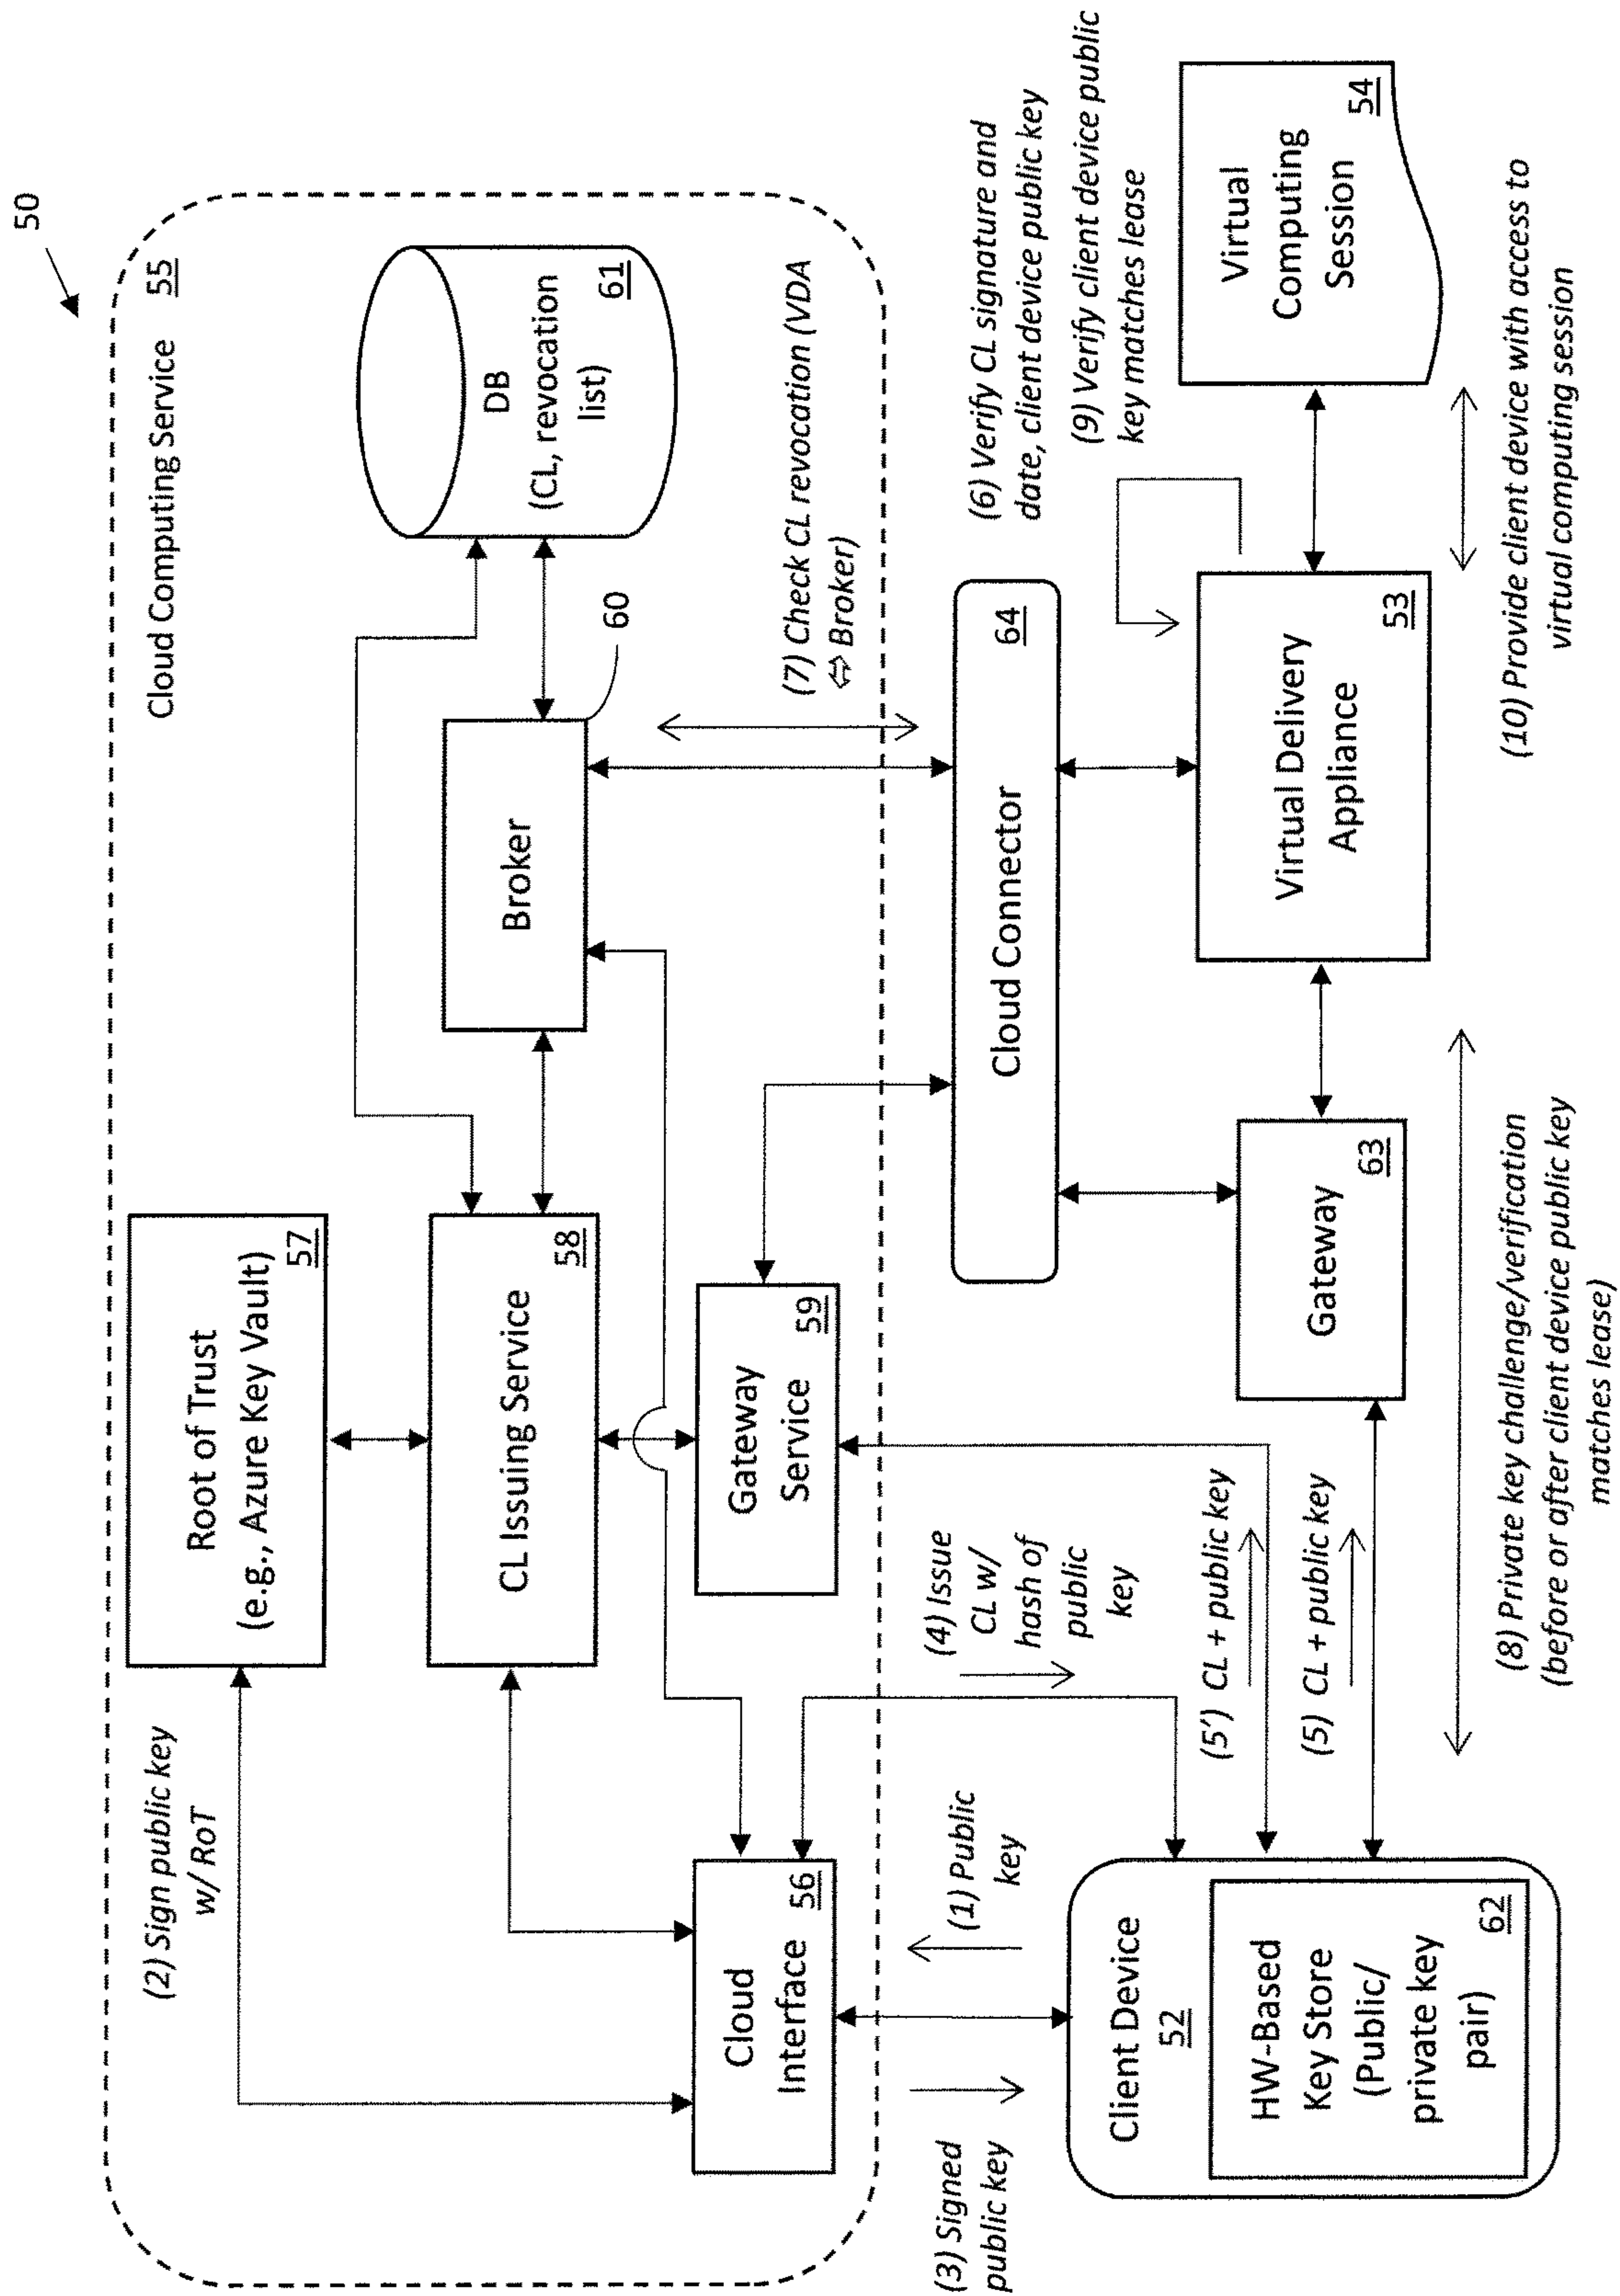 50
Cloud Computing Service 55
(2) Sign public key
w/ RoT
Root of Trust
(e.g., Azure Key Vault)
57
CL Issuing Service
58
Broker
60
DB
(CL, revocation
list)
61
Cloud
Interface
56
Gateway
Service
59
(7) Check CL revocation (VDA
⇔ Broker)
(3) Signed
public key
(1) Public
key
(4) Issue
CL w/
hash of
public
key
Cloud Connector
64
(6) Verify CL signature and
date, client device public key
(9) Verify client device public
key matches lease
Client Device
52
HW-Based
Key Store
(Public/
private key
pair)
62
(5’) CL + public key
(5) CL + public key
Gateway
63
Virtual Delivery
Appliance
53
Virtual
Computing
Session
54
(8) Private key challenge/verification
(before or after client device public key
matches lease)
(10) Provide client device with access to
virtual computing session